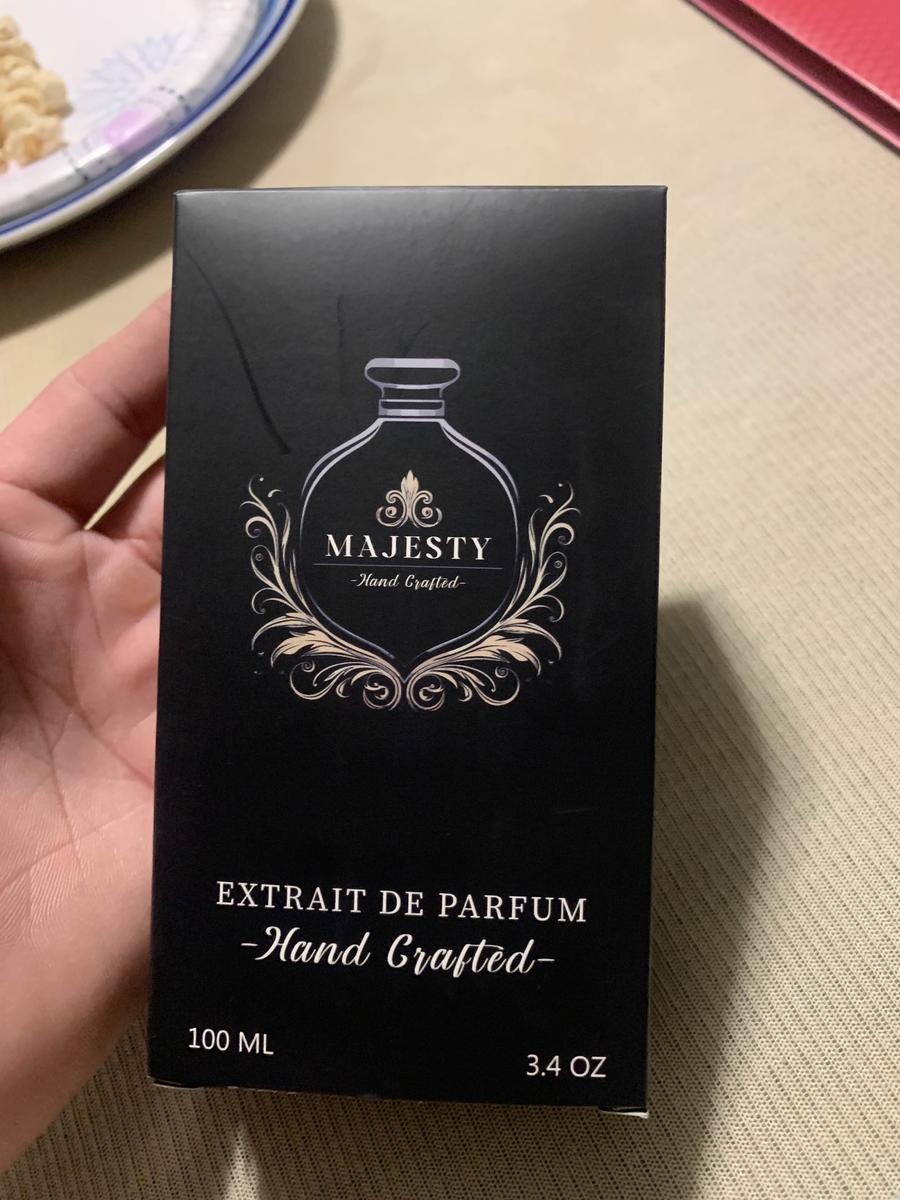 MAJESTY
-Hand Crafted-
EXTRAIT DE PARFUM
-Hand Crafted-
100 ML
3.4 OZ